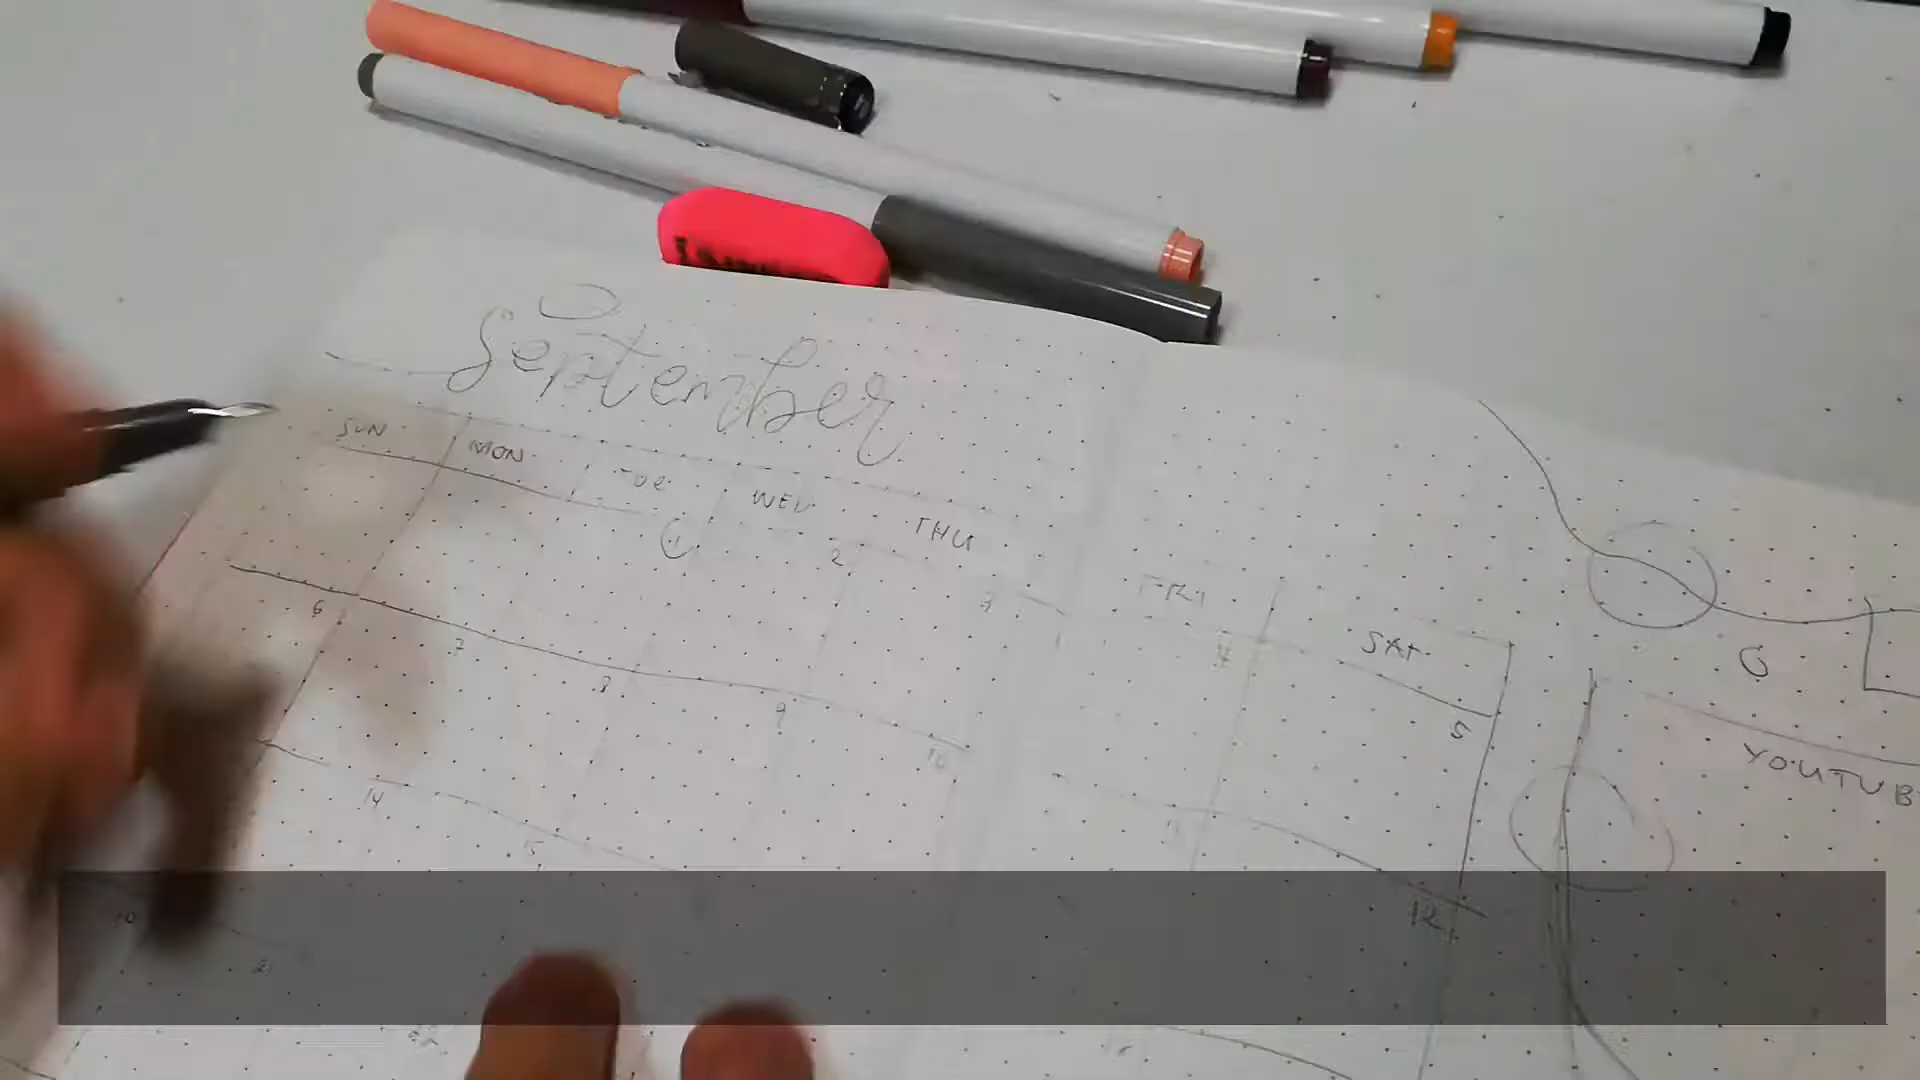 September
SUN MON TUE WED THU FRI SAT
1 2 3 4 5
6 7 8 9 10 12
14 15
YOUTUB